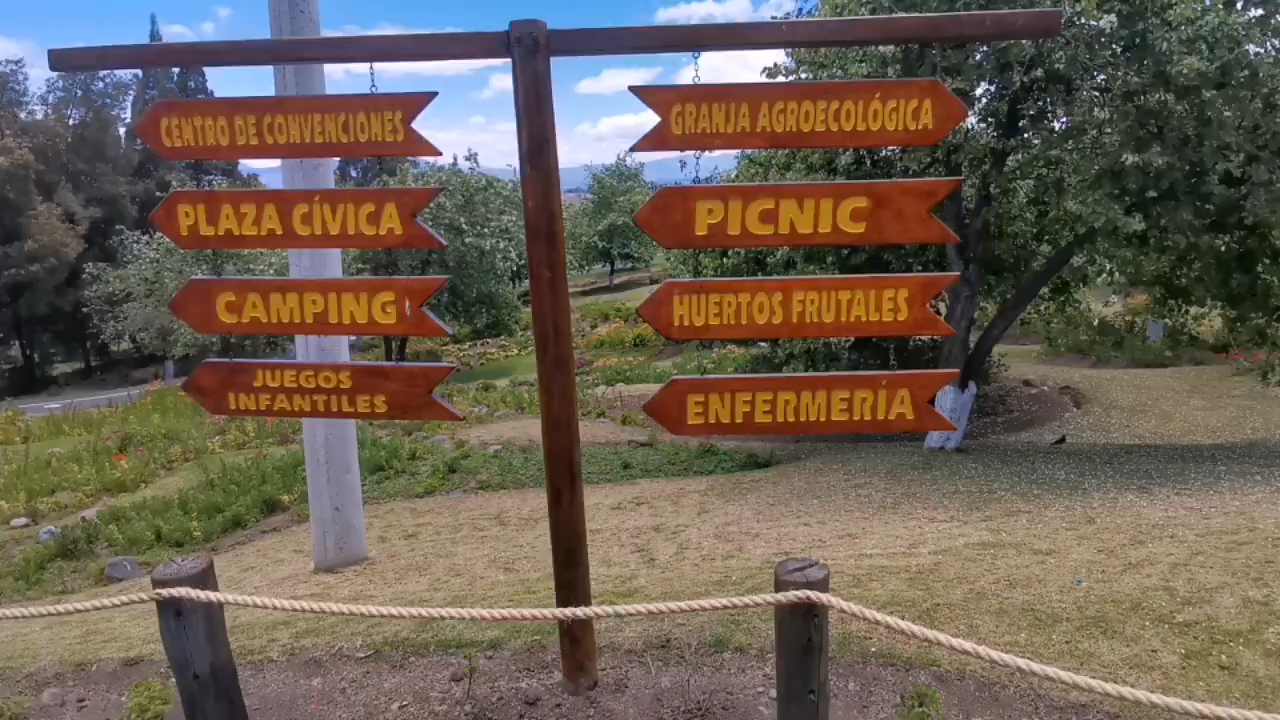 CENTRO DE CONVENCIONES
PLAZA CÍVICA
CAMPING
JUEGOS
INFANTILES
GRANJA AGROECOLÓGICA
PICNIC
HUERTOS FRUTALES
ENFERMERÍA